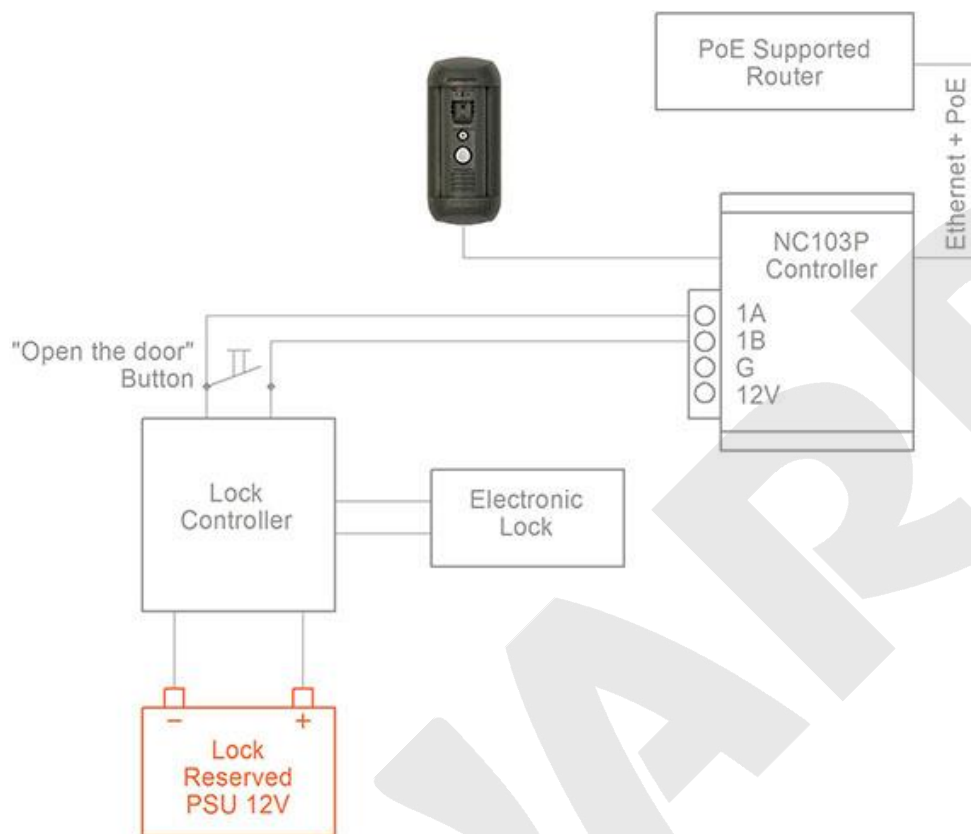 PoE Supported
Router
Ethernet + PoE
NC103P
Controller
1A
1B
G
12V
"Open the door"
Button
Lock
Controller
Electronic
Lock
− +
Lock
Reserved
PSU 12V